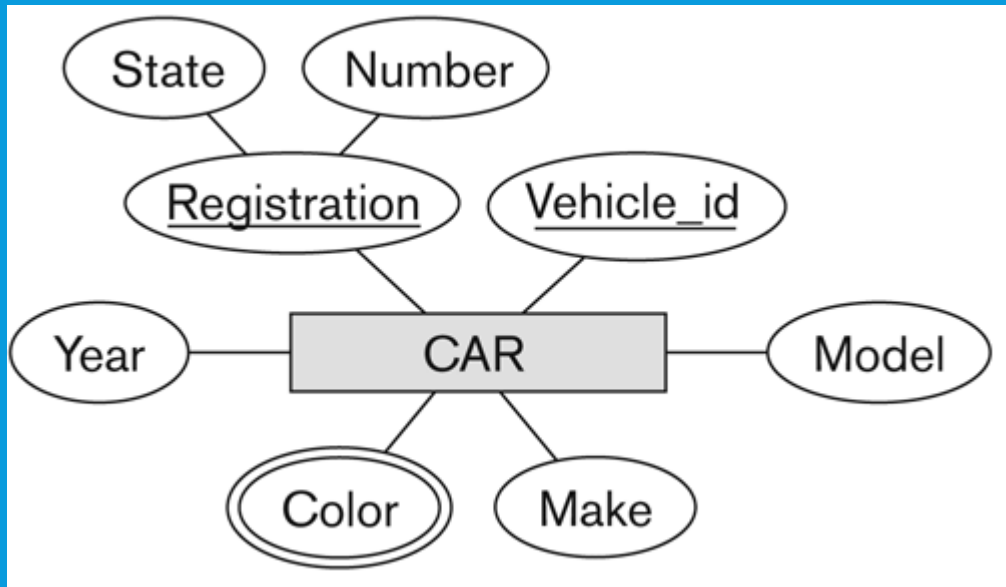 State
Number
Registration
Vehicle_id
Year
CAR
Model
Color
Make